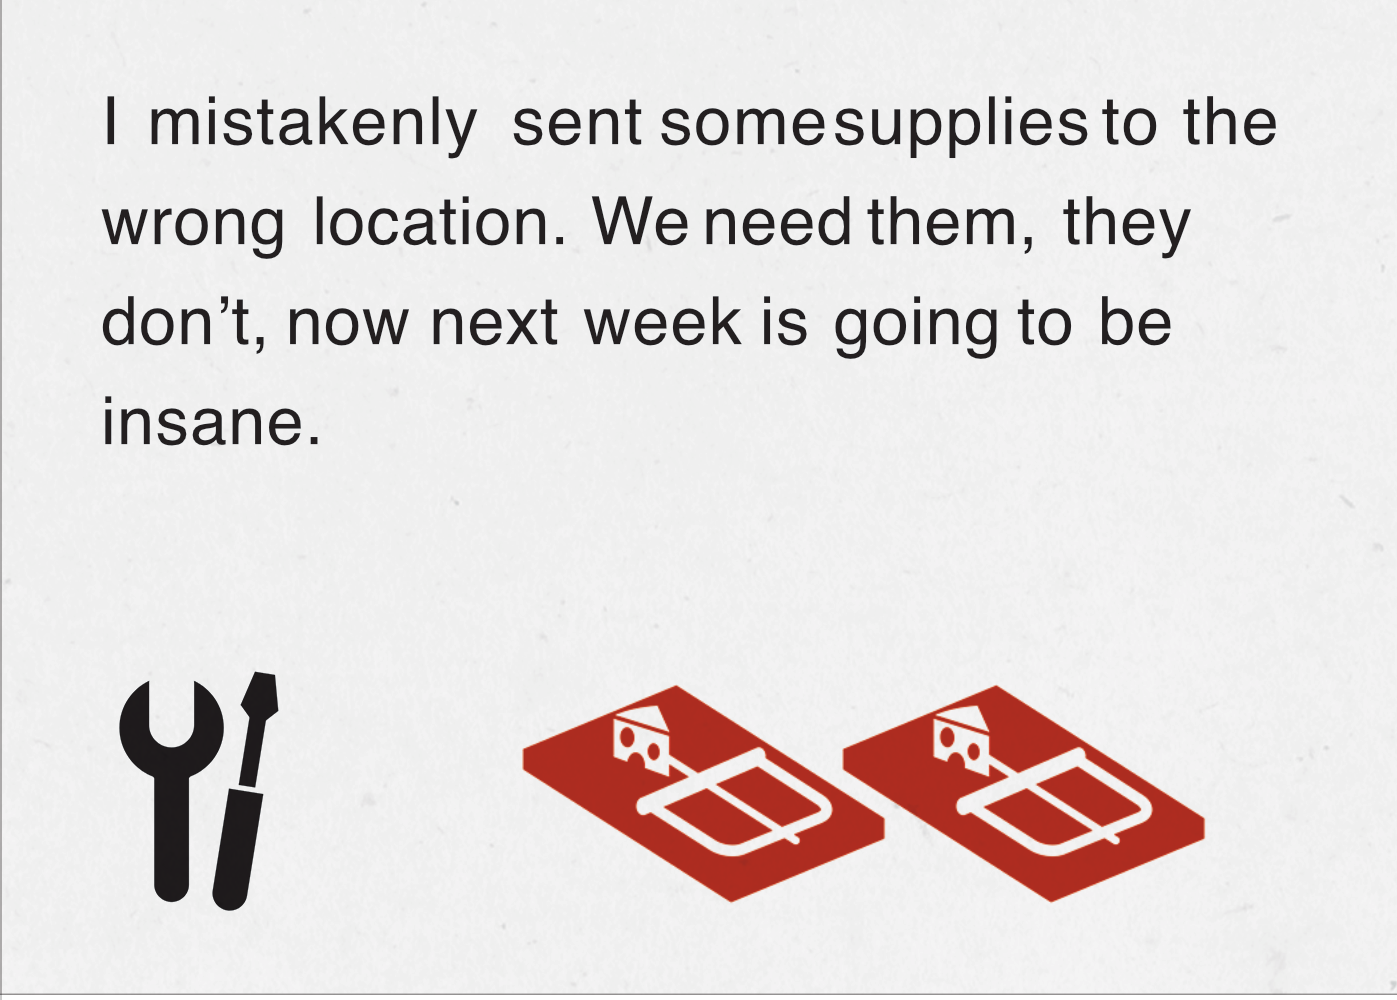 I mistakenly sent some supplies to the
wrong location. We need them, they
don’t, now next week is going to be
insane.